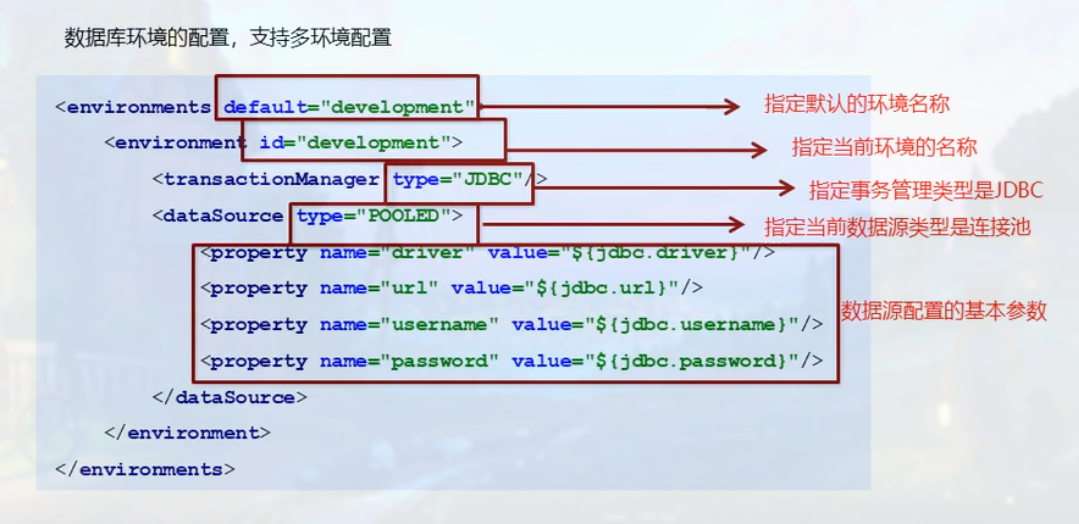 数据库环境的配置，支持多环境配置
<environments default="development"
指定默认的环境名称
<environment id="development">
指定当前环境的名称
<transactionManager type="JDBC"/>
指定事务管理类型是JDBC
<dataSource type="POOLED">
指定当前数据源类型是连接池
<property name="driver" value="${jdbc.driver}"/>
<property name="url" value="${jdbc.url}"/>
数据源配置的基本参数
<property name="username" value="${jdbc.username}"/>
<property name="password" value="${jdbc.password}"/>
</dataSource>
</environment>
</environments>